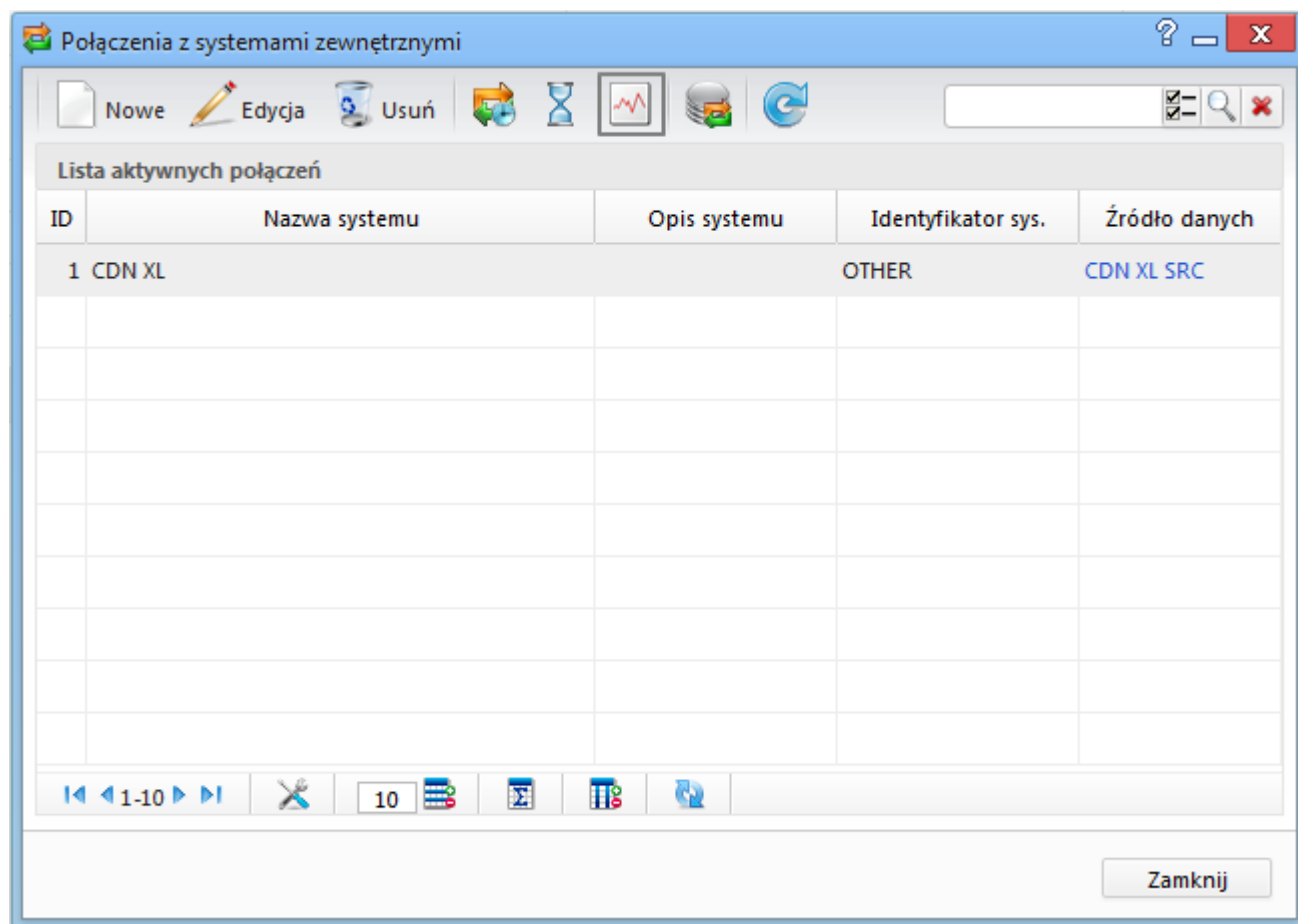 Połączenia z systemami zewnętrznymi
Nowe Edycja Usuń
Lista aktywnych połączeń
ID Nazwa systemu Opis systemu Identyfikator sys. Źródło danych
1 CDN XL OTHER CDN XL SRC
1-10 10
Zamknij